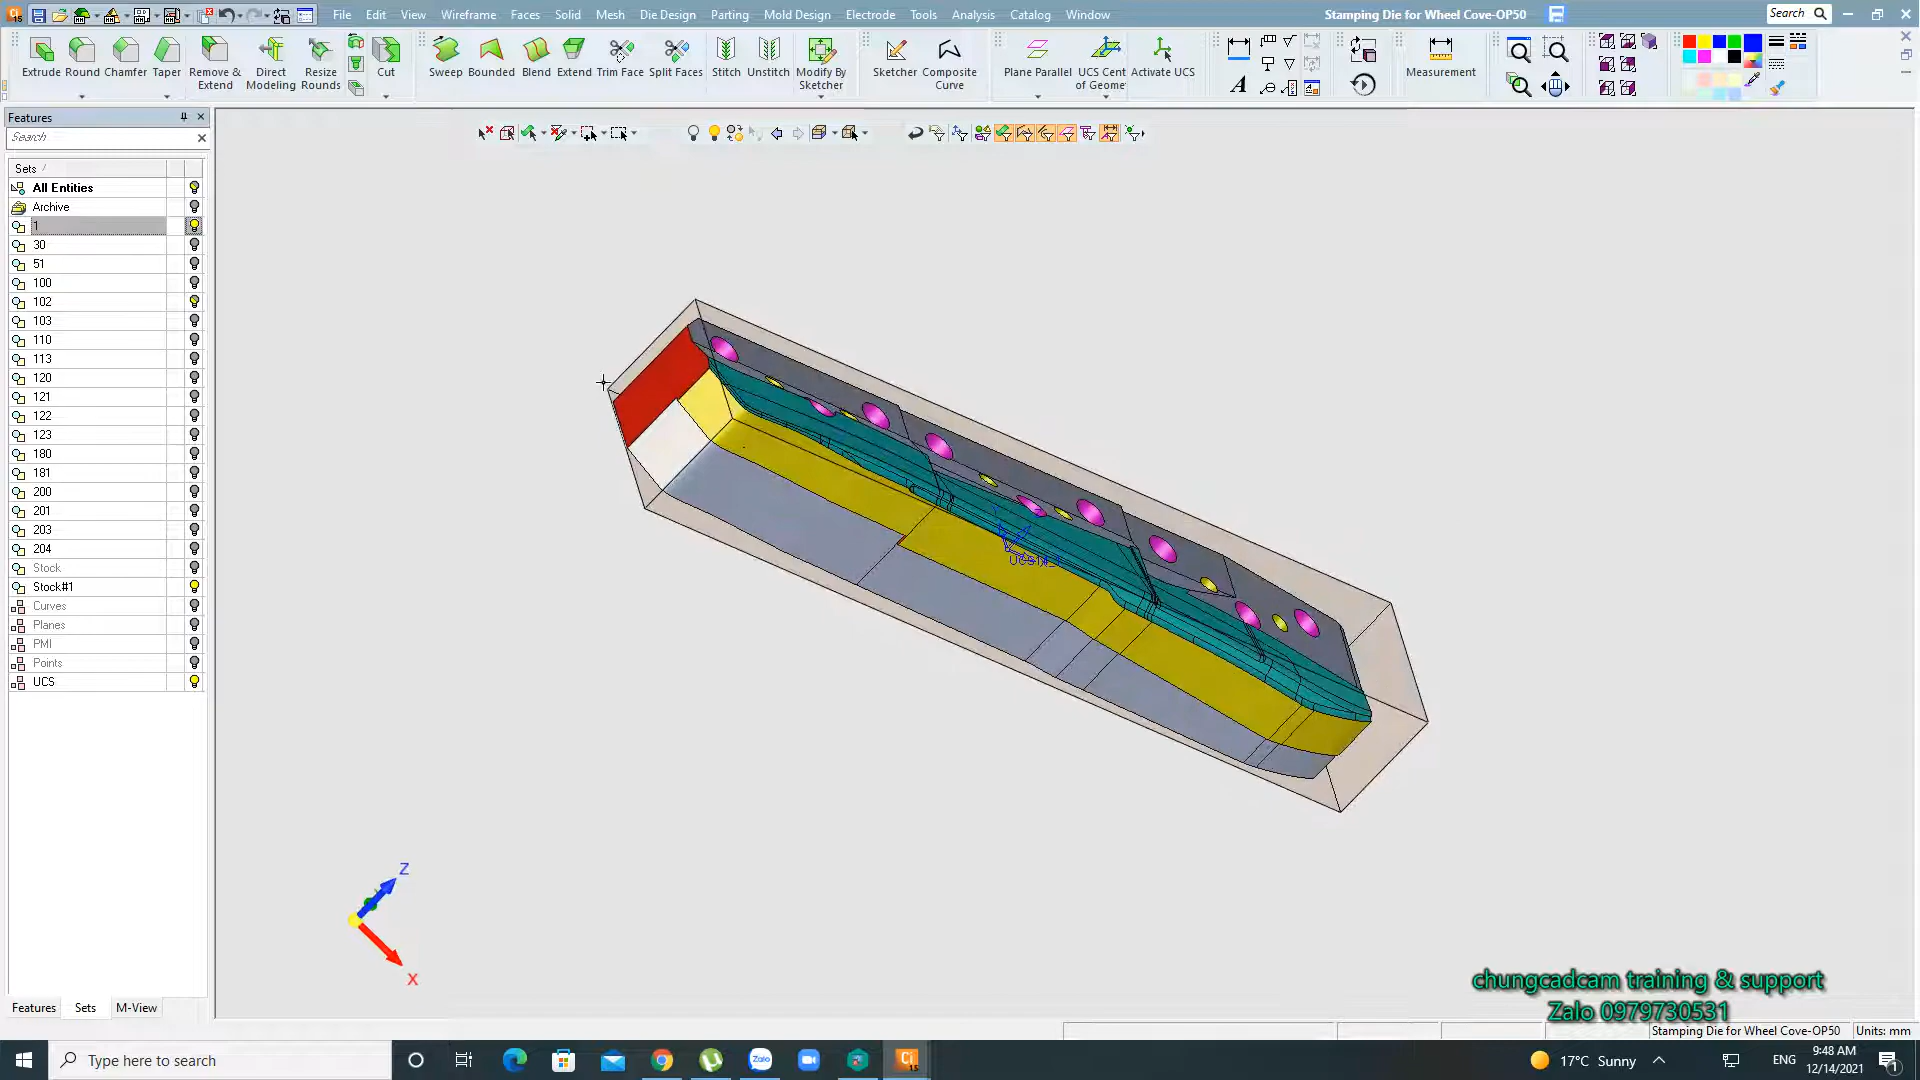 File Edit View Wireframe Faces Solid Mesh Die Design Parting Mold Design Electrode Tools Analysis Catalog Window Stamping Die for Wheel Cove-OP50 Search
Extrude Round Chamfer Taper Remove & Extend Direct Modeling Resize Rounds Cut Sweep Bounded Blend Extend Trim Face Split Faces Stitch Unstitch Modify By Sketcher Sketcher Composite Curve Plane Parallel UCS Cent of Geome Activate UCS Measurement
Features
Search
Sets
All Entities
Archive
1
30
51
100
102
103
110
113
120
121
122
123
180
181
200
201
203
204
Stock
Stock#1
Curves
Planes
PMI
Points
UCS
Z
X
chungcadcam training & support
Zalo 0979730531
Features Sets M-View
Stamping Die for Wheel Cove-OP50 Units: mm
Type here to search
Zalo
17°C Sunny
ENG
9:48 AM
12/14/2021